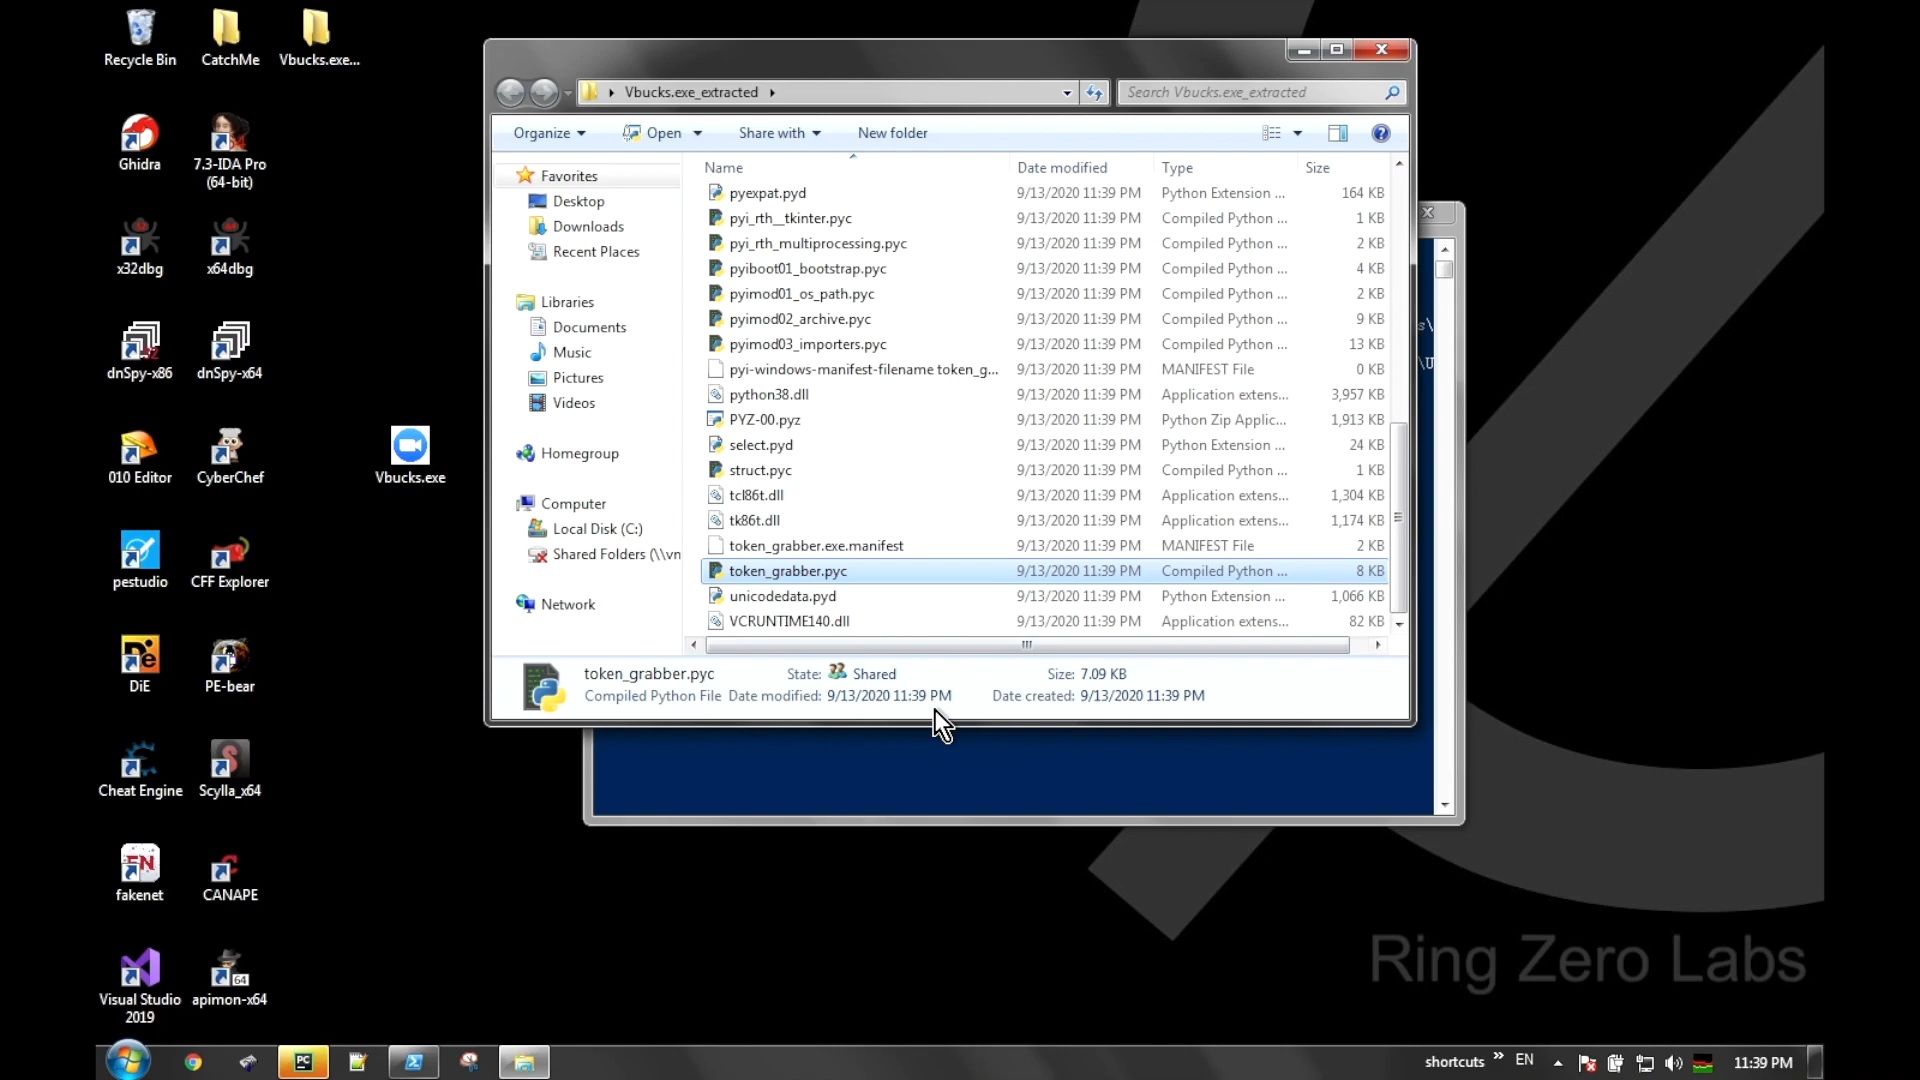 Recycle Bin
CatchMe
Vbucks.exe...
Ghidra
7.3-IDA Pro
(64-bit)
x32dbg
x64dbg
dnSpy-x86
dnSpy-x64
010 Editor
CyberChef
Vbucks.exe
pestudio
CFF Explorer
DiE
PE-bear
Cheat Engine
Scylla_x64
fakenet
CANAPE
Visual Studio
2019
apimon-x64
Vbucks.exe_extracted
Search Vbucks.exe_extracted
Organize
Open
Share with
New folder
Favorites
Desktop
Downloads
Recent Places
Libraries
Documents
Music
Pictures
Videos
Homegroup
Computer
Local Disk (C:)
Shared Folders (\\vn
Network
Name Date modified Type Size
pyexpat.pyd 9/13/2020 11:39 PM Python Extension ... 164 KB
pyi_rth__tkinter.pyc 9/13/2020 11:39 PM Compiled Python ... 1 KB
pyi_rth_multiprocessing.pyc 9/13/2020 11:39 PM Compiled Python ... 2 KB
pyiboot01_bootstrap.pyc 9/13/2020 11:39 PM Compiled Python ... 4 KB
pyimod01_os_path.pyc 9/13/2020 11:39 PM Compiled Python ... 2 KB
pyimod02_archive.pyc 9/13/2020 11:39 PM Compiled Python ... 9 KB
pyimod03_importers.pyc 9/13/2020 11:39 PM Compiled Python ... 13 KB
pyi-windows-manifest-filename token_g... 9/13/2020 11:39 PM MANIFEST File 0 KB
python38.dll 9/13/2020 11:39 PM Application extens... 3,957 KB
PYZ-00.pyz 9/13/2020 11:39 PM Python Zip Applic... 1,913 KB
select.pyd 9/13/2020 11:39 PM Python Extension ... 24 KB
struct.pyc 9/13/2020 11:39 PM Compiled Python ... 1 KB
tcl86t.dll 9/13/2020 11:39 PM Application extens... 1,304 KB
tk86t.dll 9/13/2020 11:39 PM Application extens... 1,174 KB
token_grabber.exe.manifest 9/13/2020 11:39 PM MANIFEST File 2 KB
token_grabber.pyc 9/13/2020 11:39 PM Compiled Python ... 8 KB
unicodedata.pyd 9/13/2020 11:39 PM Python Extension ... 1,066 KB
VCRUNTIME140.dll 9/13/2020 11:39 PM Application extens... 82 KB
token_grabber.pyc State: Shared Size: 7.09 KB
Compiled Python File Date modified: 9/13/2020 11:39 PM Date created: 9/13/2020 11:39 PM
s\
\U
Ring Zero Labs
shortcuts
EN
11:39 PM